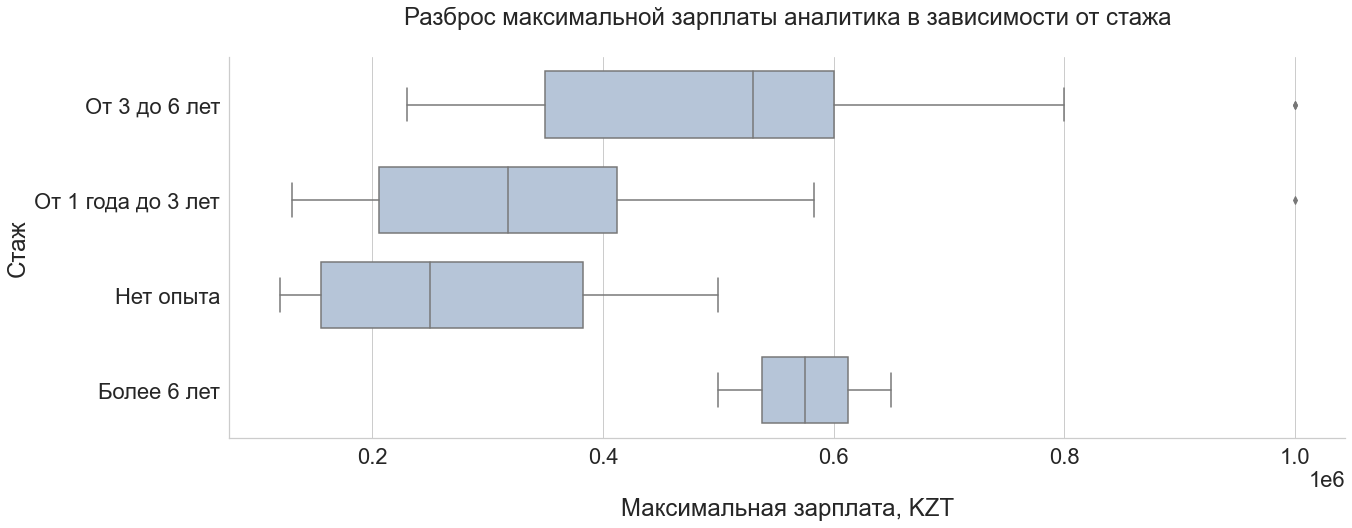 Разброс максимальной зарплаты аналитика в зависимости от стажа
От 3 до 6 лет
От 1 года до 3 лет
Нет опыта
Более 6 лет
Стаж
0.2 0.4 0.6 0.8 1.0
1e6
Максимальная зарплата, KZT